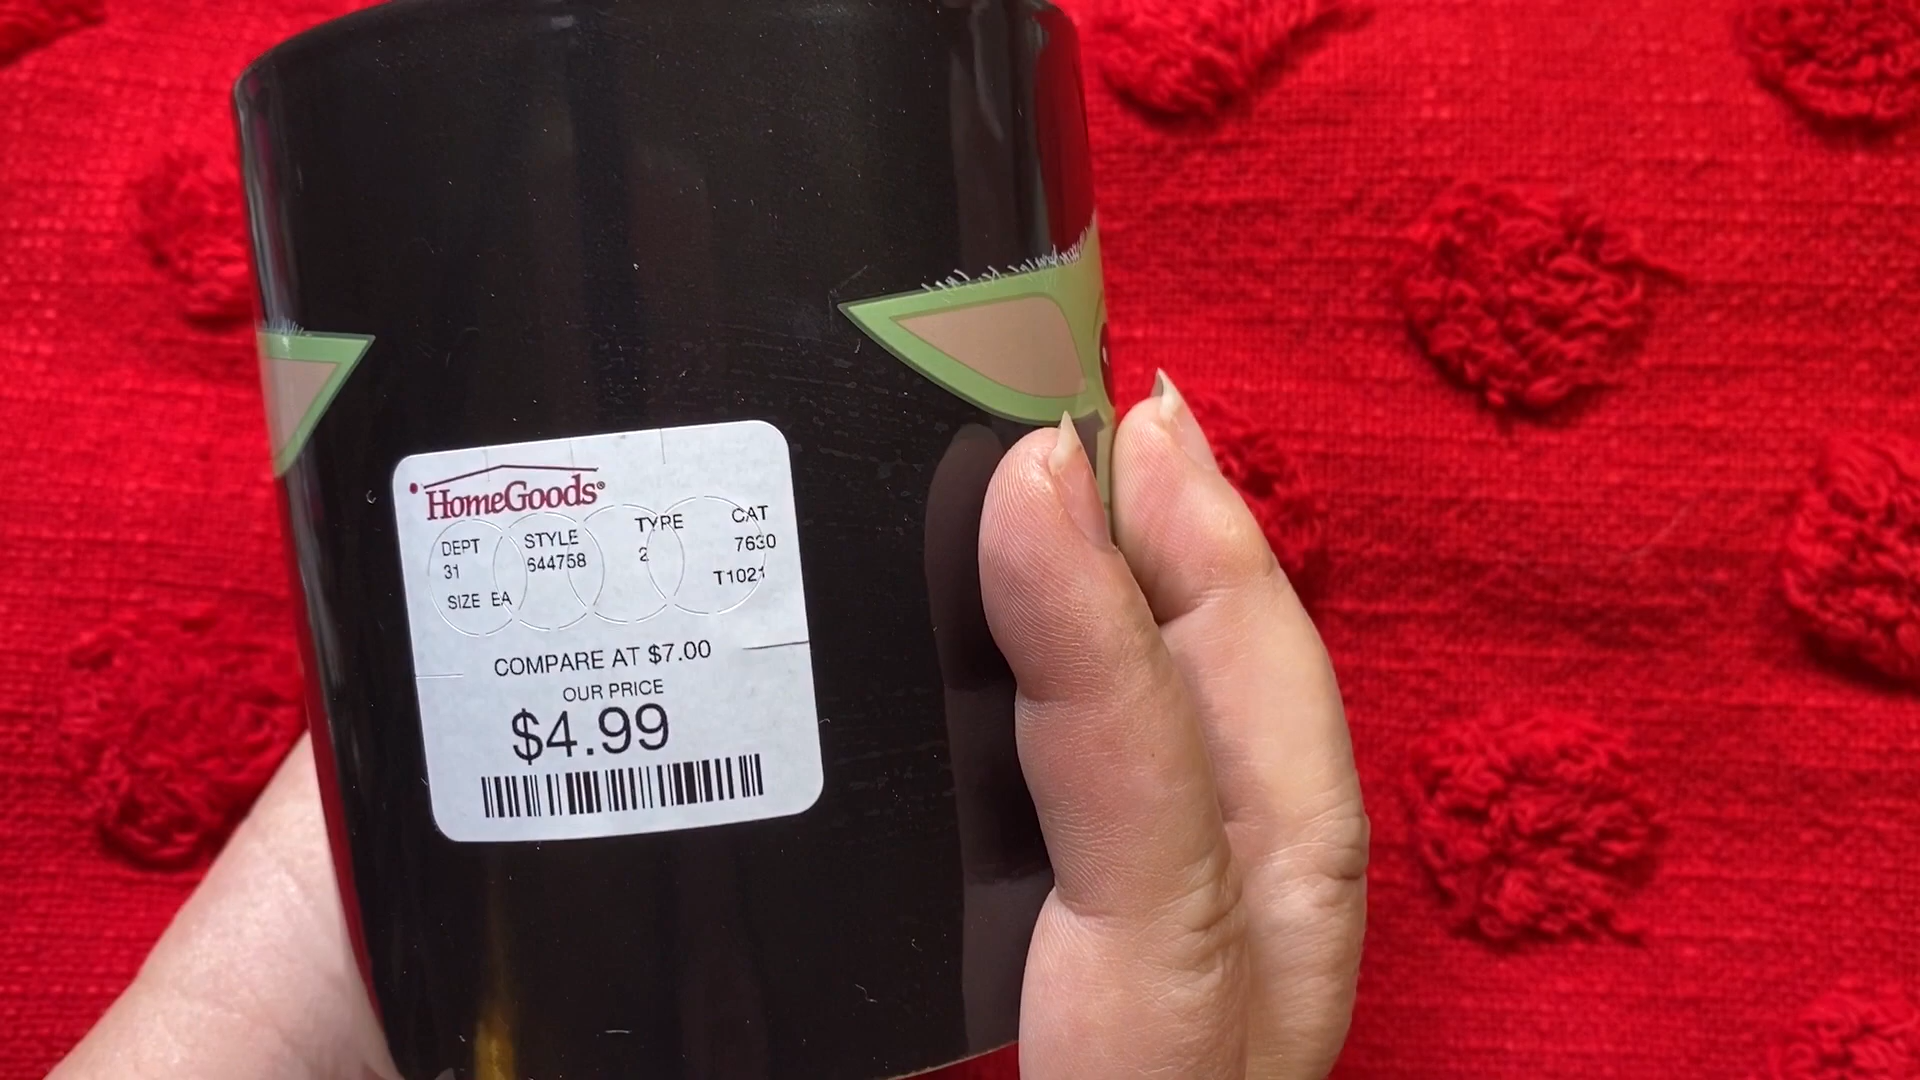 HomeGoods®
DEPT STYLE TYPE CAT
31 644758 2 7630
SIZE EA T1021
COMPARE AT $7.00
OUR PRICE
$4.99